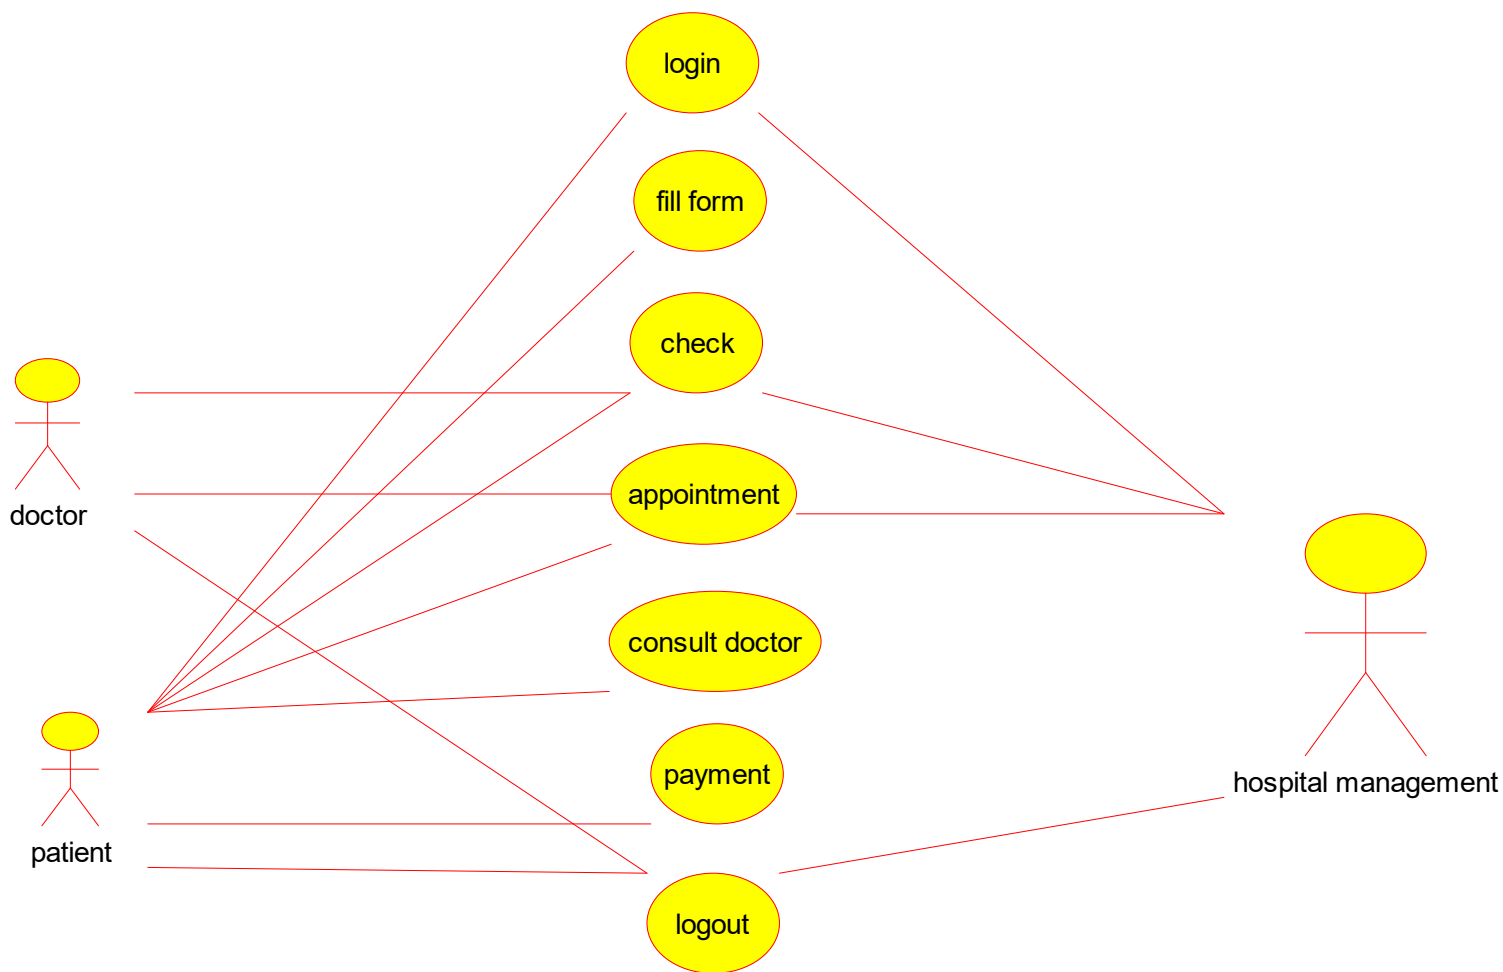 login
fill form
check
appointment
doctor
consult doctor
payment
hospital management
patient
logout